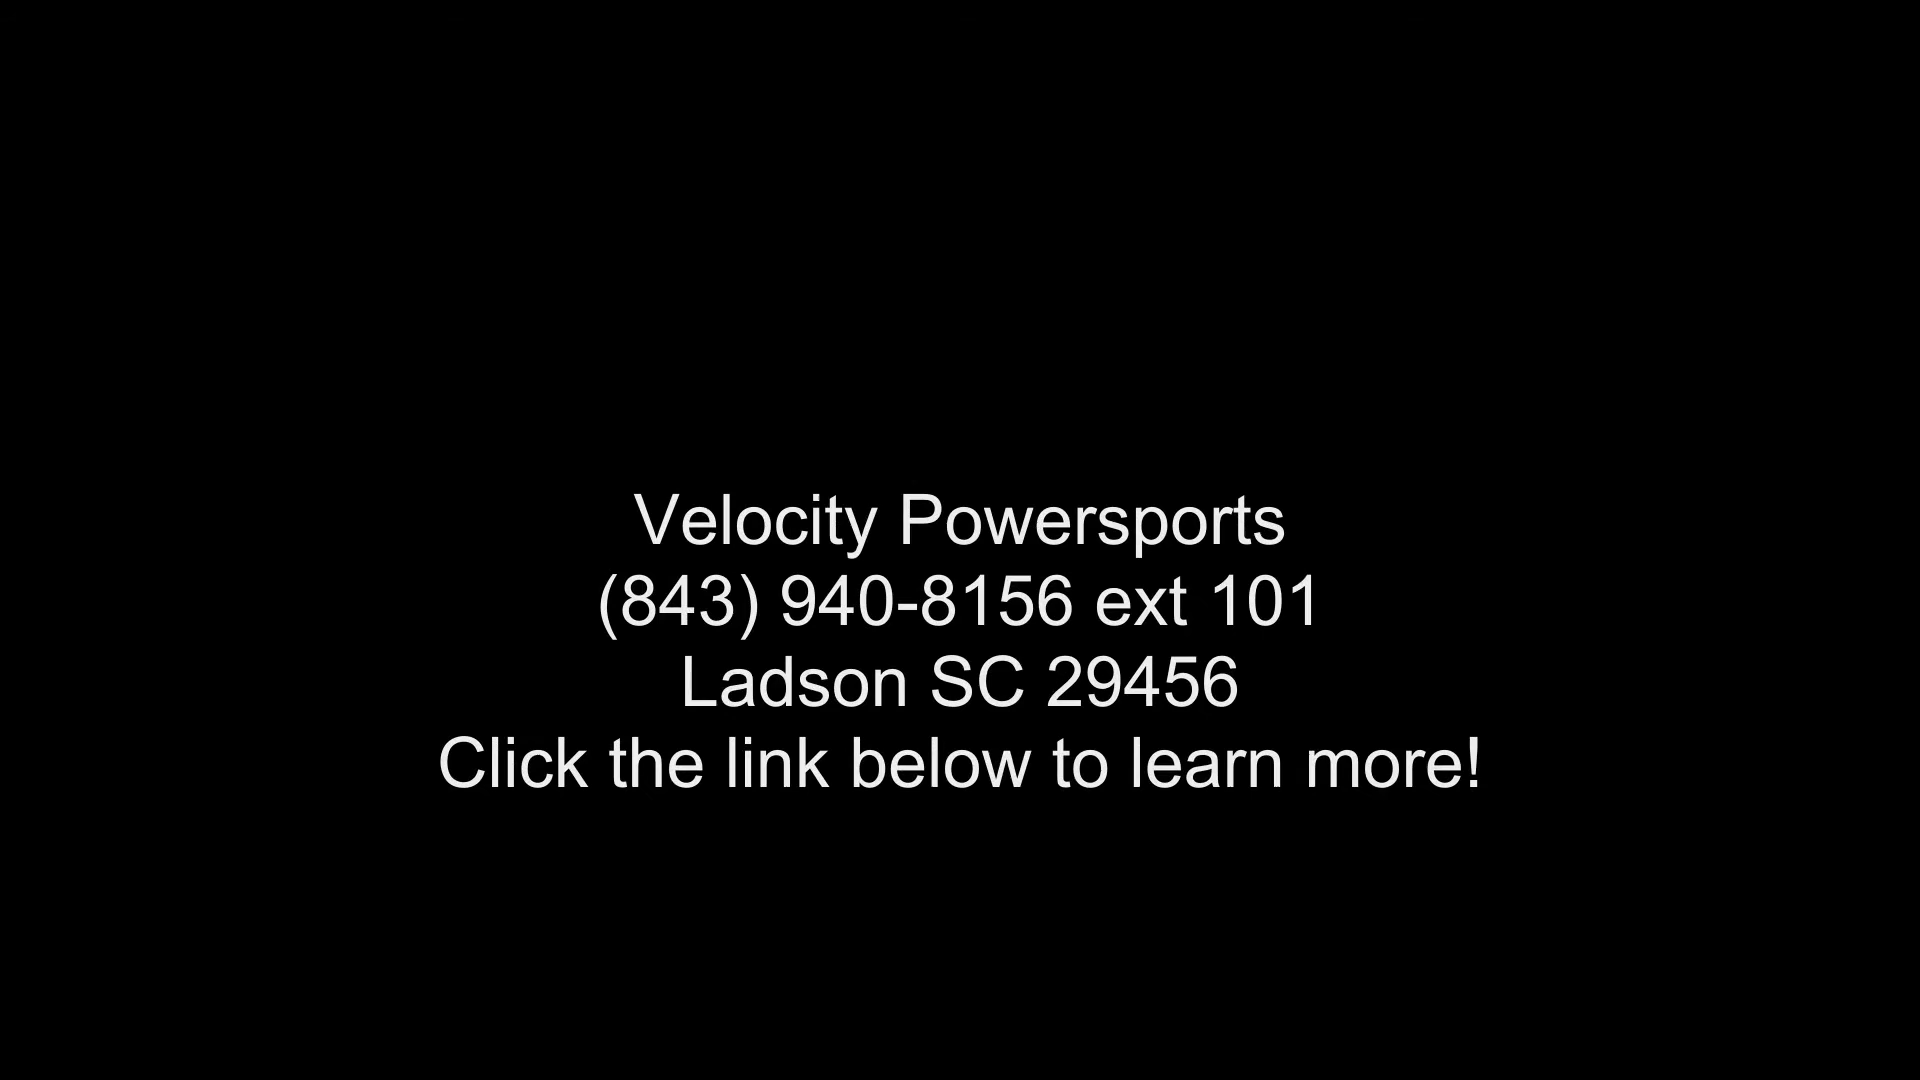 Velocity Powersports
(843) 940-8156 ext 101
Ladson SC 29456
Click the link below to learn more!